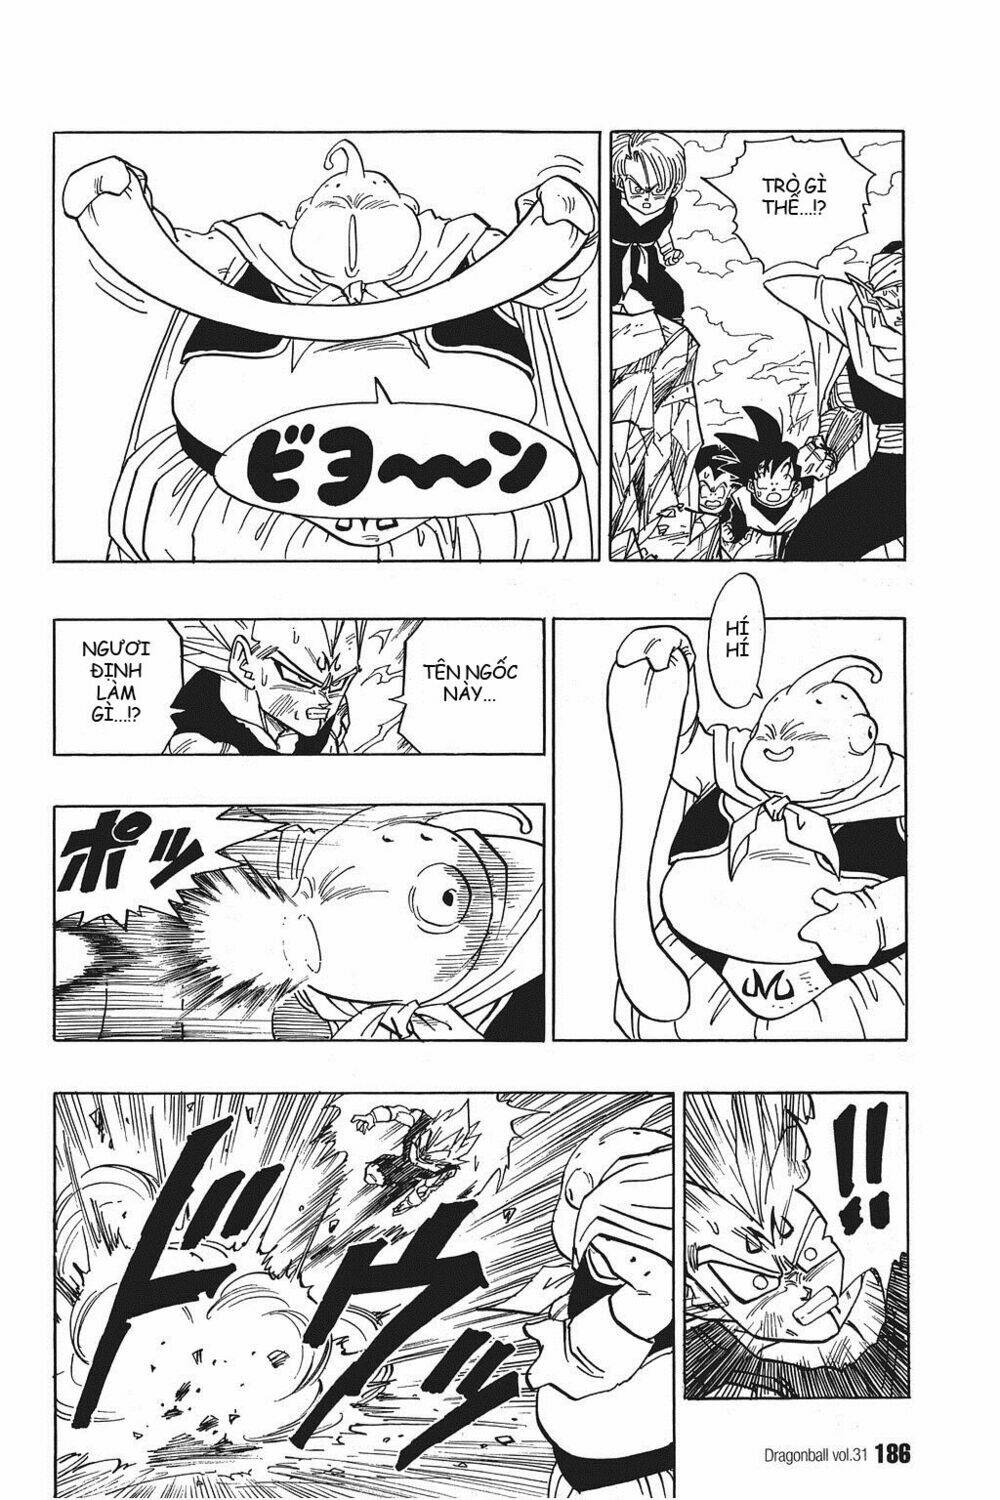 TRÒ GÌ
THẾ...!?
ビヨ～～ン
HÍ
HÍ
TÊN NGỐC
NÀY...
NGƯƠI
ĐỊNH
LÀM
GÌ...!?
ポッ
!!
ドウッ
Dragonball vol.31 186